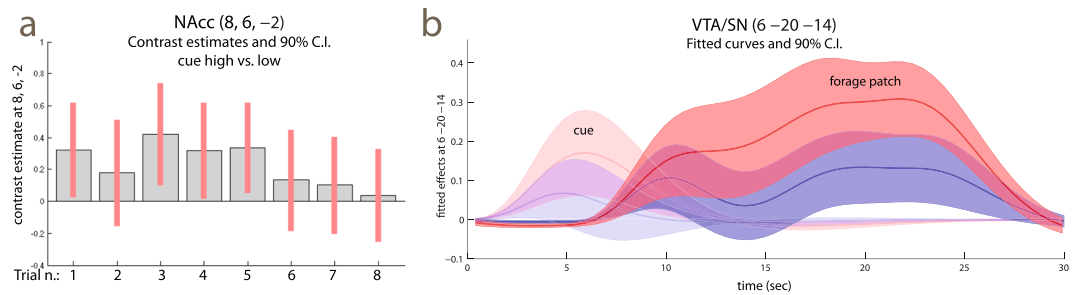 a
NAcc (8, 6, −2)
Contrast estimates and 90% C.I.
cue high vs. low
contrast estimate at 8, 6, -2
1
0.8
0.6
0.4
0.2
0
-0.2
-0.4
Trial n.: 1 2 3 4 5 6 7 8
b
VTA/SN (6 −20 −14)
Fitted curves and 90% C.I.
fitted effects at 6 −20 −14
0.4
0.3
0.2
0.1
0
−0.1
cue
forage patch
0 5 10 15 20 25 30
time (sec)